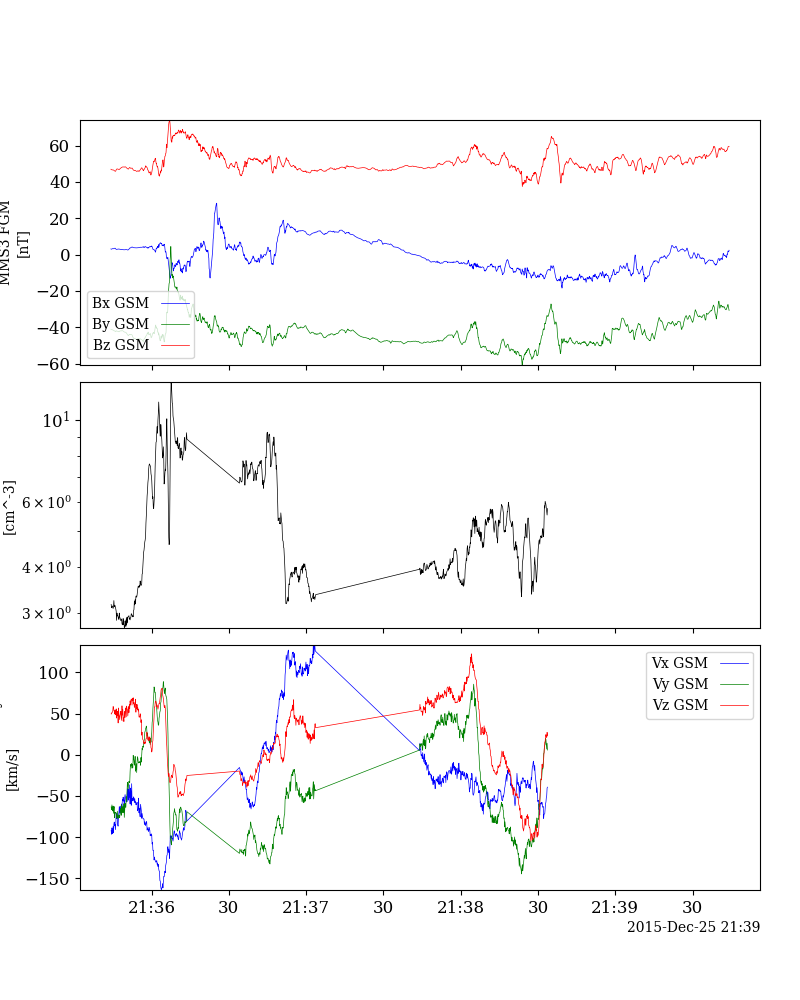 60
40
20
0
−20
−40
−60
MMS3 FGM
[nT]
Bx GSM
By GSM
Bz GSM
10¹
6 × 10⁰
4 × 10⁰
3 × 10⁰
[cm^-3]
100
50
0
−50
−100
−150
[km/s]
Vx GSM
Vy GSM
Vz GSM
21:36 30 21:37 30 21:38 30 21:39 30
2015-Dec-25 21:39